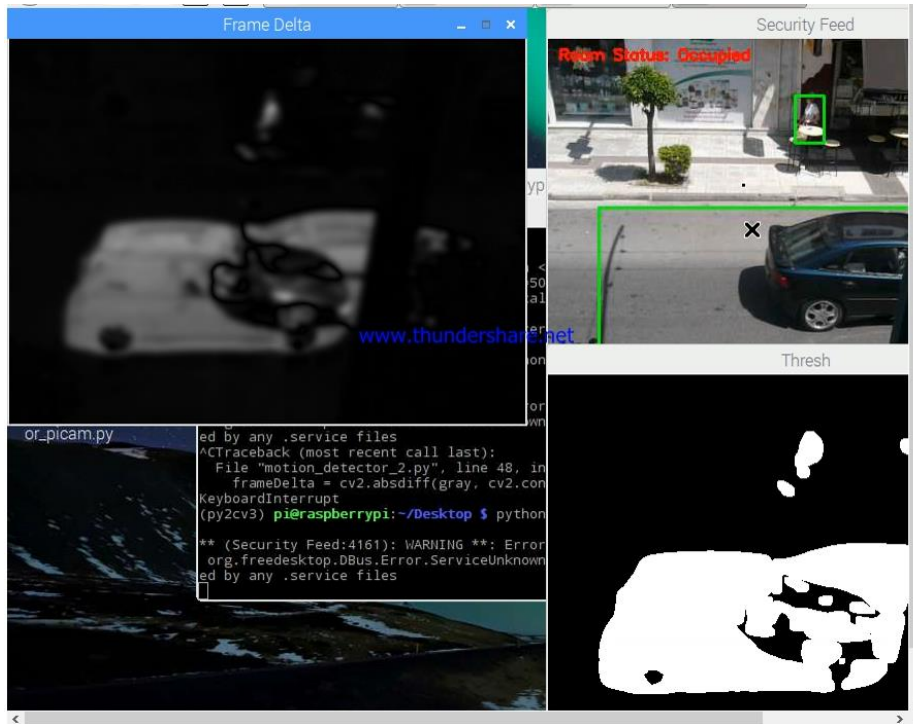 Frame Delta
Security Feed
Room Status: Occupied
www.thundershare.net
Thresh
or_picam.py
ed by any .service files
^CTraceback (most recent call last):
File "motion_detector_2.py", line 48, in
frameDelta = cv2.absdiff(gray, cv2.con
KeyboardInterrupt
(py2cv3) pi@raspberrypi:~/Desktop $ python
** (Security Feed:4161): WARNING **: Error
org.freedesktop.DBus.Error.ServiceUnknown
ed by any .service files